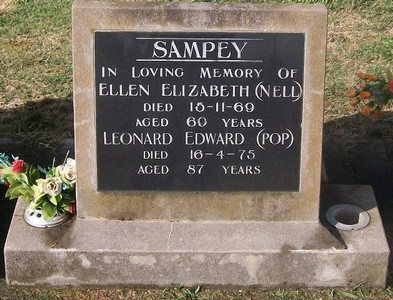 SAMPEY
IN LOVING MEMORY OF
ELLEN ELIZABETH (NELL)
DIED 18-11-69
AGED 60 YEARS
LEONARD EDWARD (POP)
DIED 16-4-75
AGED 87 YEARS